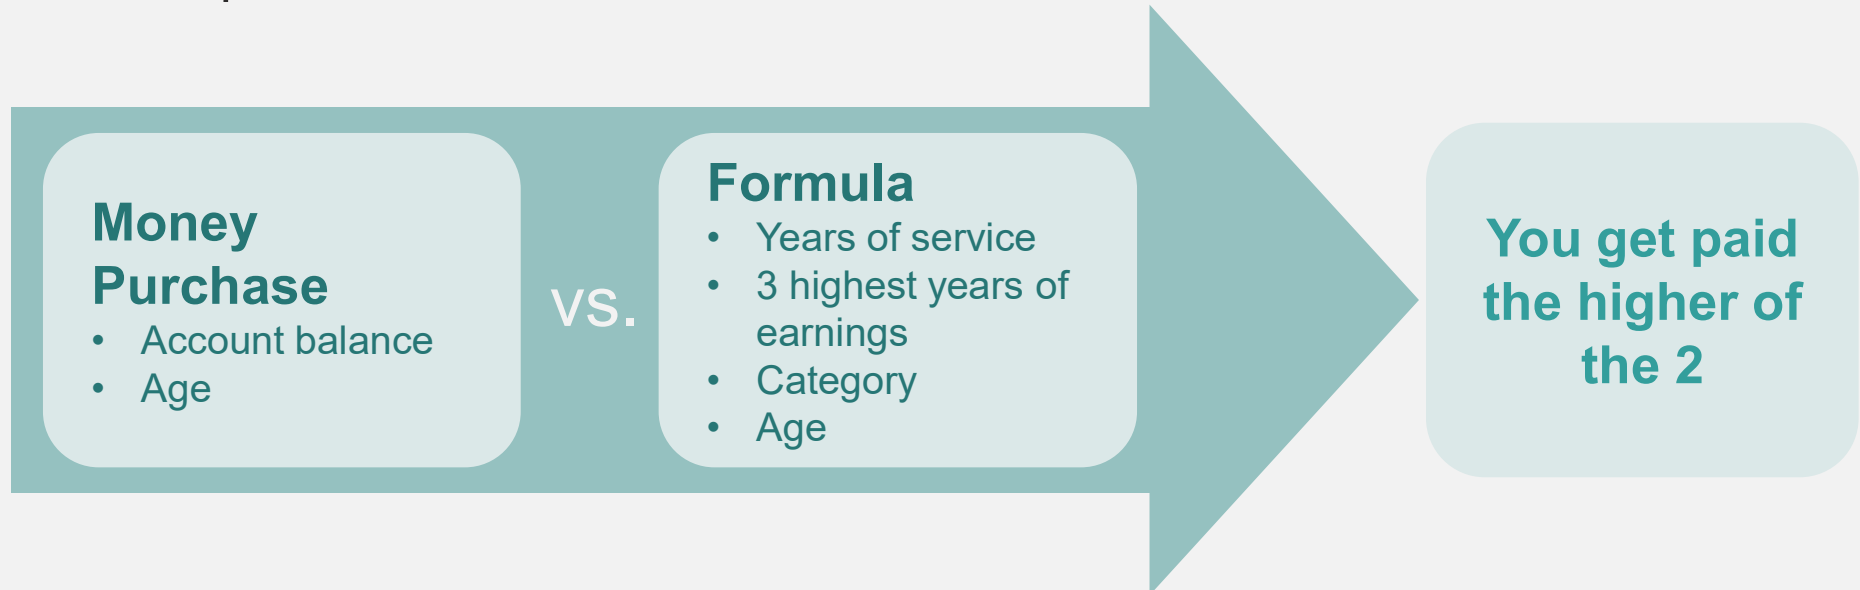 Money
Purchase
• Account balance
• Age
vs.
Formula
• Years of service
• 3 highest years of
earnings
• Category
• Age
You get paid
the higher of
the 2